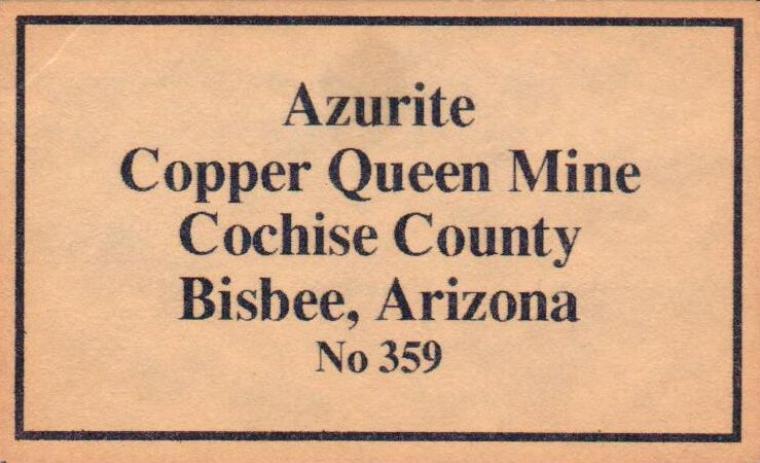 Azurite
Copper Queen Mine
Cochise County
Bisbee, Arizona
No 359